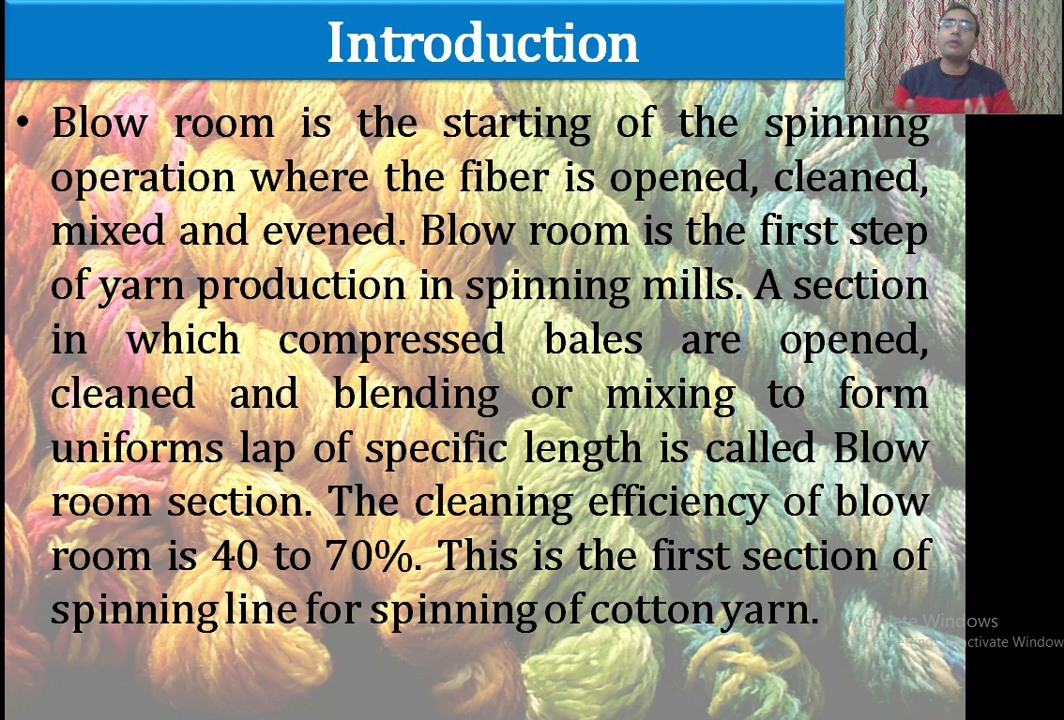 Introduction
• Blow room is the starting of the spinning
operation where the fiber is opened, cleaned,
mixed and evened. Blow room is the first step
of yarn production in spinning mills. A section
in which compressed bales are opened,
cleaned and blending or mixing to form
uniforms lap of specific length is called Blow
room section. The cleaning efficiency of blow
room is 40 to 70%. This is the first section of
spinning line for spinning of cotton yarn.
Activate Windows
activate Window